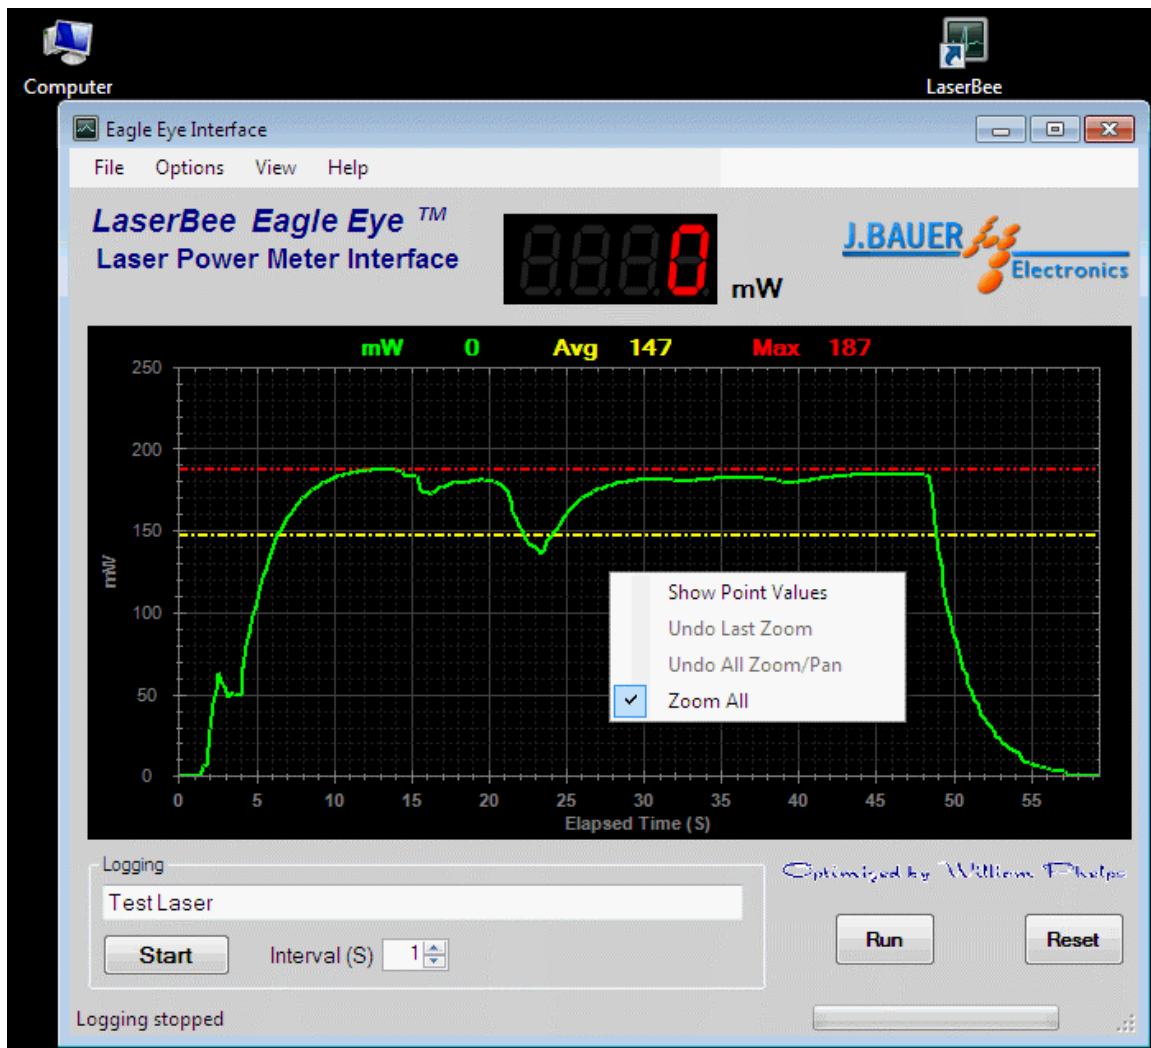 Computer
LaserBee
Eagle Eye Interface
File Options View Help
LaserBee Eagle Eye TM
Laser Power Meter Interface
0
mW
J.BAUER
Electronics
mW 0 Avg 147 Max 187
250
200
150
100
50
0
mW
0 5 10 15 20 25 30 35 40 45 50 55
Elapsed Time (S)
Show Point Values
Undo Last Zoom
Undo All Zoom/Pan
Zoom All
Logging
Test Laser
Start Interval (S) 1
Optimized by William Phelps
Run Reset
Logging stopped